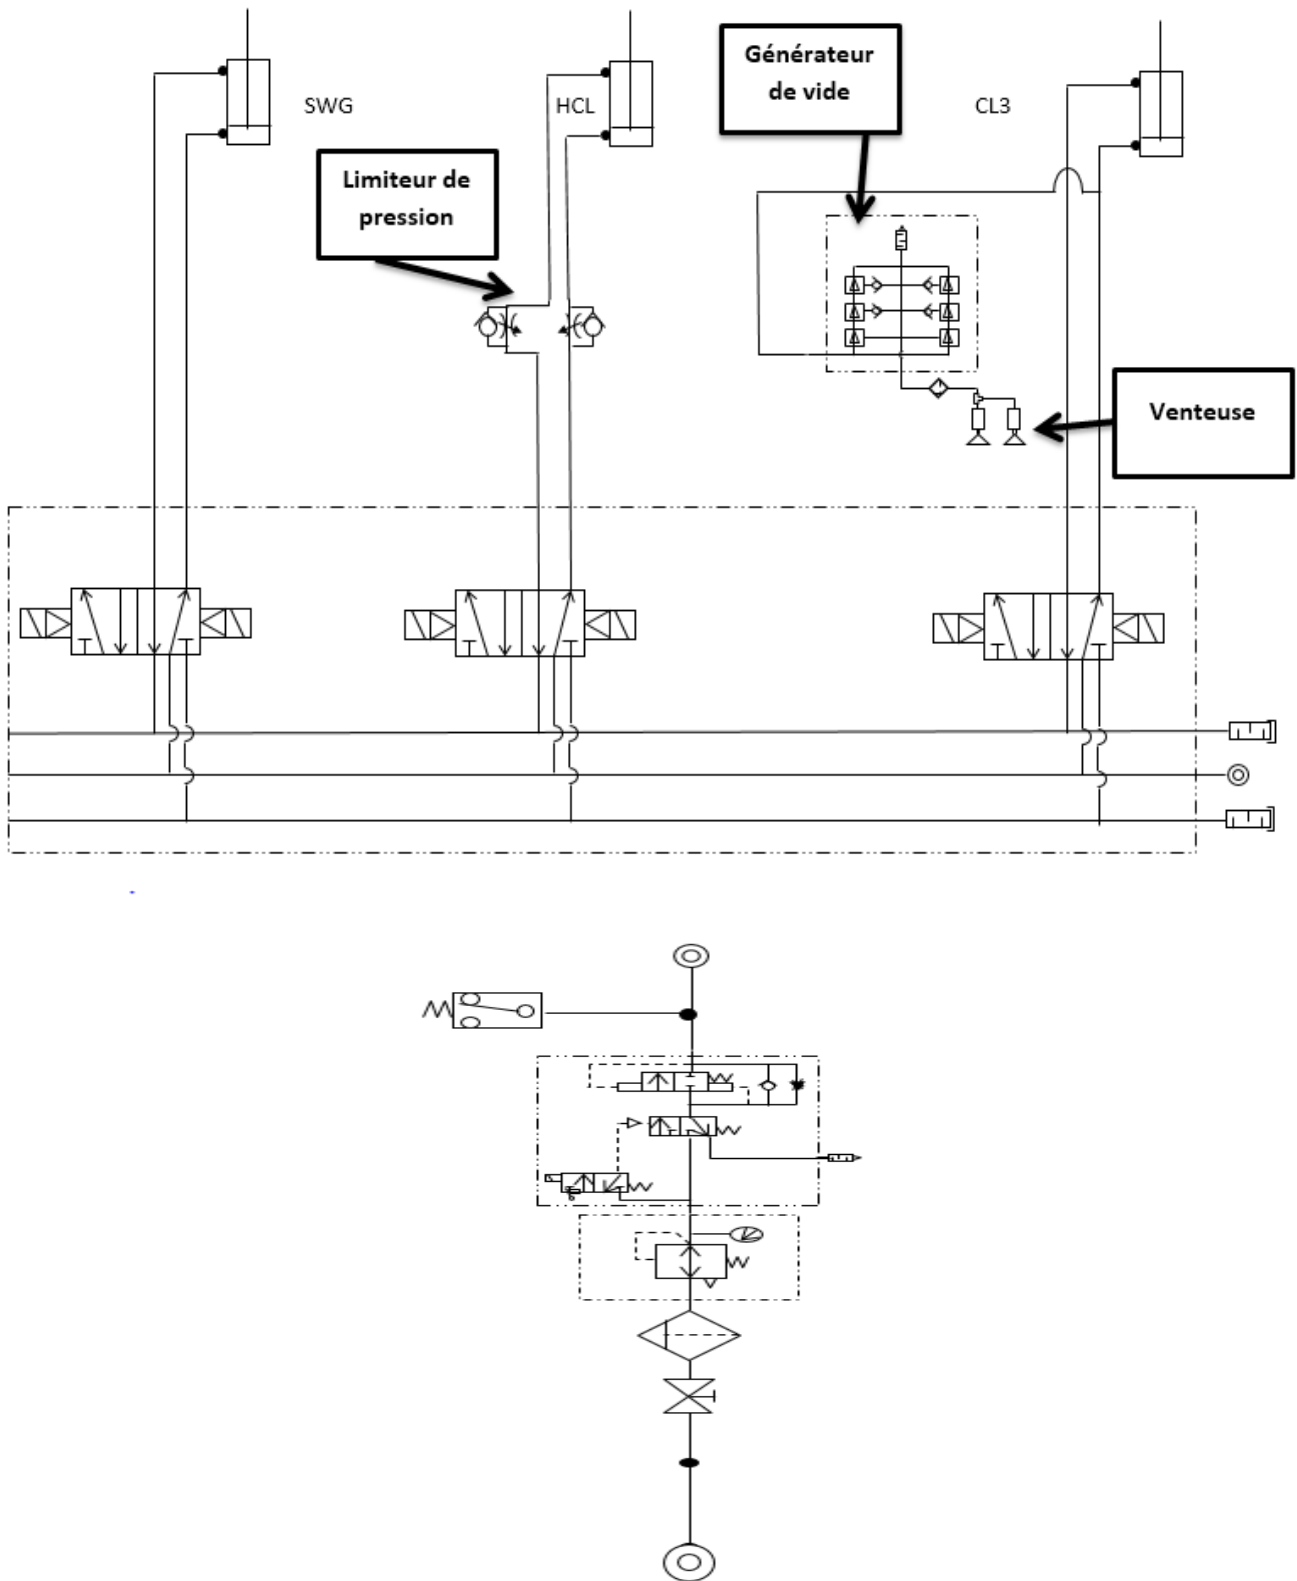 Générateur
de vide
SWG
HCL
CL3
Limiteur de
pression
Venteuse